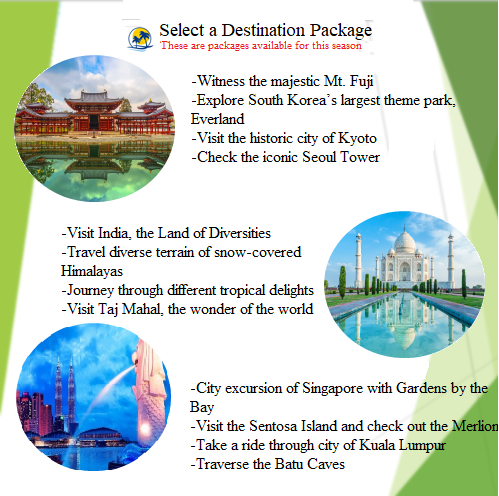 Select a Destination Package
These are packages available for this season
-Witness the majestic Mt. Fuji
-Explore South Korea’s largest theme park,
Everland
-Visit the historic city of Kyoto
-Check the iconic Seoul Tower
-Visit India, the Land of Diversities
-Travel diverse terrain of snow-covered
Himalayas
-Journey through different tropical delights
-Visit Taj Mahal, the wonder of the world
-City excursion of Singapore with Gardens by the
Bay
-Visit the Sentosa Island and check out the Merlion
-Take a ride through city of Kuala Lumpur
-Traverse the Batu Caves